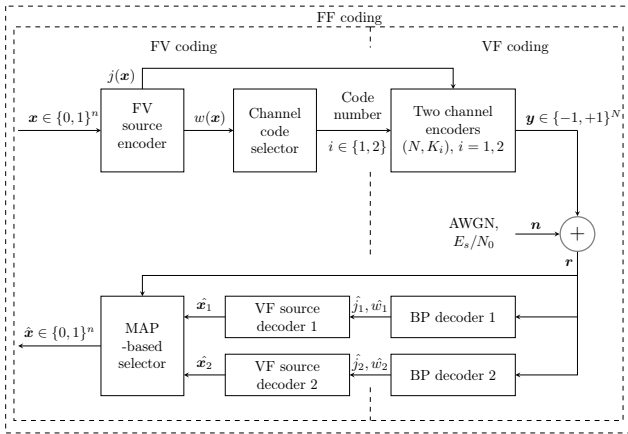 FF coding
FV coding
VF coding
j(x)
x ∈ {0, 1}^n
FV
source
encoder
w(x)
Channel
code
selector
Code
number
i ∈ {1, 2}
Two channel
encoders
(N, K_i), i = 1, 2
y ∈ {−1, +1}^N
AWGN,
E_s/N_0
n
+
r
x̂ ∈ {0, 1}^n
MAP
-based
selector
x̂_1
VF source
decoder 1
ĵ_1, ŵ_1
BP decoder 1
x̂_2
VF source
decoder 2
ĵ_2, ŵ_2
BP decoder 2